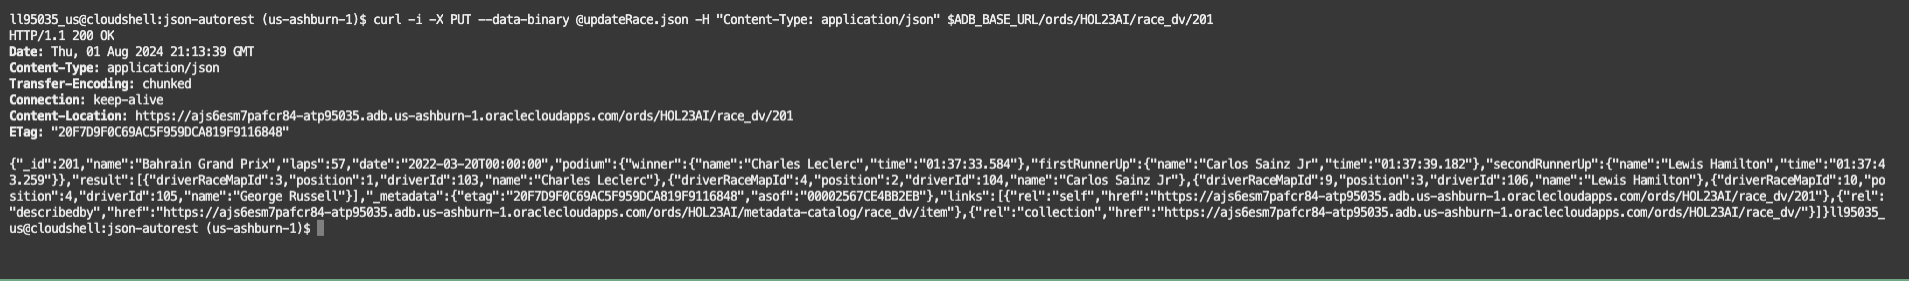 ll95035_us@cloudshell:json-autorest (us-ashburn-1)$ curl -i -X PUT --data-binary @updateRace.json -H "Content-Type: application/json" $ADB_BASE_URL/ords/HOL23AI/race_dv/201
HTTP/1.1 200 OK
Date: Thu, 01 Aug 2024 21:13:39 GMT
Content-Type: application/json
Transfer-Encoding: chunked
Connection: keep-alive
Content-Location: https://ajs6esm7pafcr84-atp95035.adb.us-ashburn-1.oraclecloudapps.com/ords/HOL23AI/race_dv/201
ETag: "20F7D9F0C69AC5F959DCA819F9116848"
{"_id":201,"name":"Bahrain Grand Prix","laps":57,"date":"2022-03-20T00:00:00","podium":{"winner":{"name":"Charles Leclerc","time":"01:37:33.584"},"firstRunnerUp":{"name":"Carlos Sainz Jr","time":"01:37:39.182"},"secondRunnerUp":{"name":"Lewis Hamilton","time":"01:37:4
3.259"}},"result":[{"driverRaceMapId":3,"position":1,"driverId":103,"name":"Charles Leclerc"},{"driverRaceMapId":4,"position":2,"driverId":104,"name":"Carlos Sainz Jr"},{"driverRaceMapId":9,"position":3,"driverId":106,"name":"Lewis Hamilton"},{"driverRaceMapId":10,"po
sition":4,"driverId":105,"name":"George Russell"}],"_metadata":{"etag":"20F7D9F0C69AC5F959DCA819F9116848","asof":"00002567CE4BB2EB"},"links":[{"rel":"self","href":"https://ajs6esm7pafcr84-atp95035.adb.us-ashburn-1.oraclecloudapps.com/ords/HOL23AI/race_dv/201"},{"rel":
"describedby","href":"https://ajs6esm7pafcr84-atp95035.adb.us-ashburn-1.oraclecloudapps.com/ords/HOL23AI/metadata-catalog/race_dv/item"},{"rel":"collection","href":"https://ajs6esm7pafcr84-atp95035.adb.us-ashburn-1.oraclecloudapps.com/ords/HOL23AI/race_dv/"}]}ll95035_
us@cloudshell:json-autorest (us-ashburn-1)$